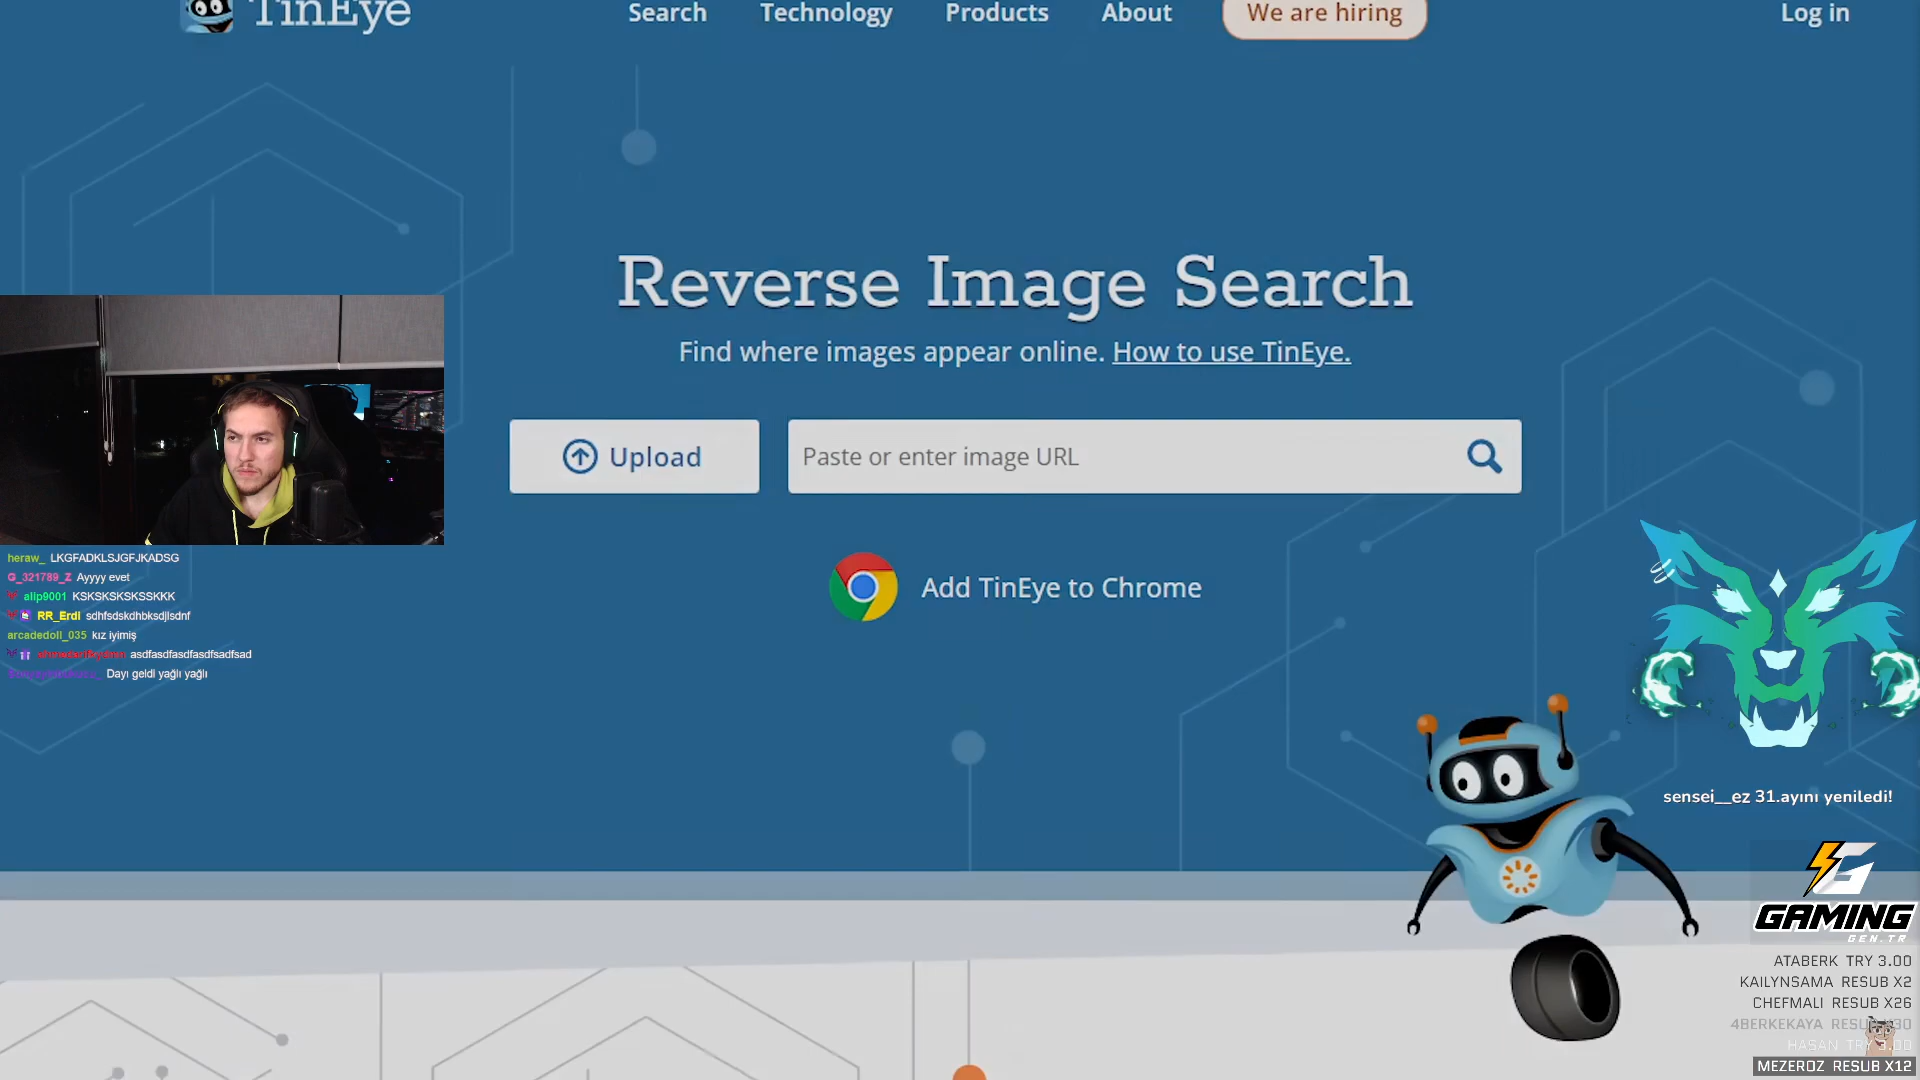 TinEye
Search
Technology
Products
About
We are hiring
Log in
Reverse Image Search
Find where images appear online. How to use TinEye.
Upload
Paste or enter image URL
Add TinEye to Chrome
heraw_ LKGFADKLSJGFJKADSG
G_321789_Z Ayyyy evet
alip9001 KSKSKSKSKSSKKK
RR_Erdi sdhfsdskdhbksdjlsdnf
arcadedoll_035 kız iyimiş
asdfasdfasdfasdfsadfsad
Dayı geldi yağlı yağlı
sensei__ez 31.ayını yeniledi!
GAMING
GEN.TR
ATABERK TRY 3.00
KAILYNSAMA RESUB X2
CHEFMALI RESUB X26
4BERKEKAYA RESUB X30
HASAN TRY 3.00
MEZEROZ RESUB X12